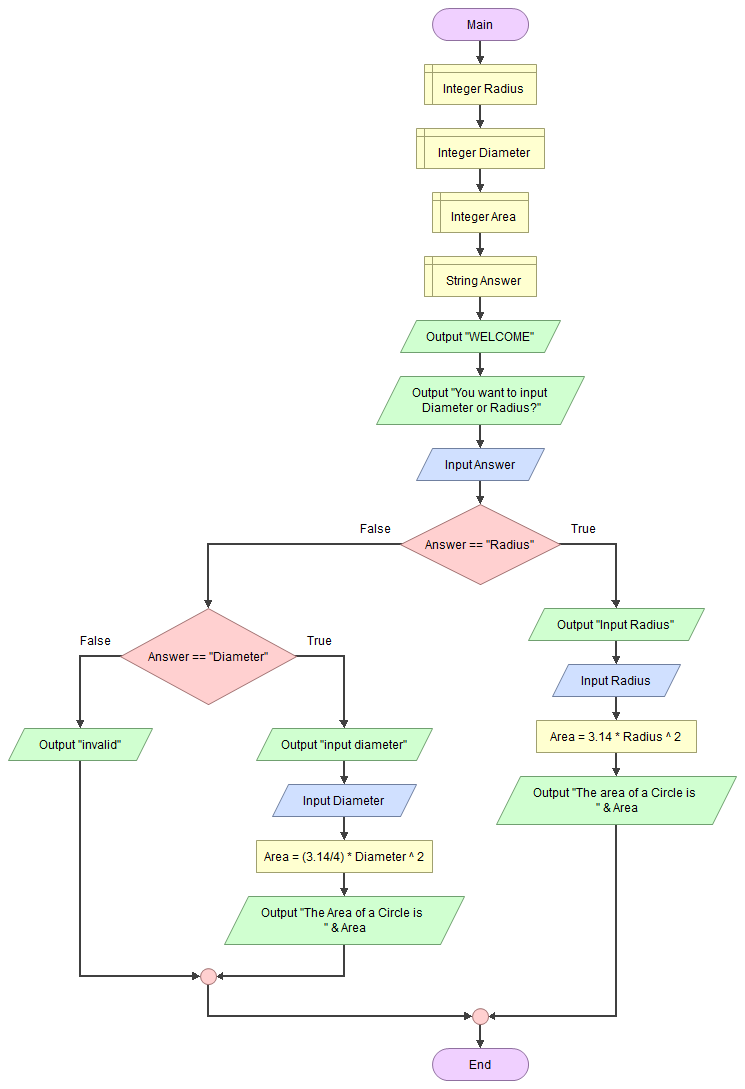 Main
Integer Radius
Integer Diameter
Integer Area
String Answer
Output "WELCOME"
Output "You want to input
Diameter or Radius?"
Input Answer
False
True
Answer == "Radius"
False
True
Answer == "Diameter"
Output "invalid"
Output "input diameter"
Input Diameter
Area = (3.14/4) * Diameter ^ 2
Output "The Area of a Circle is
" & Area
Output "Input Radius"
Input Radius
Area = 3.14 * Radius ^ 2
Output "The area of a Circle is
" & Area
End